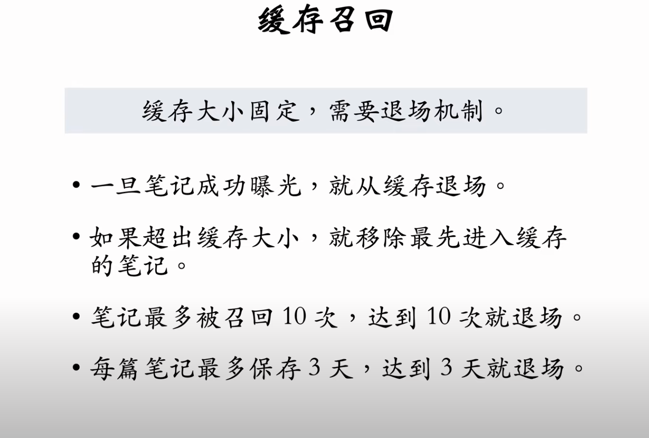 缓存召回
缓存大小固定，需要退场机制。
• 一旦笔记成功曝光，就从缓存退场。
• 如果超出缓存大小，就移除最先进入缓存
的笔记。
• 笔记最多被召回 10 次，达到 10 次就退场。
• 每篇笔记最多保存 3 天，达到 3 天就退场。